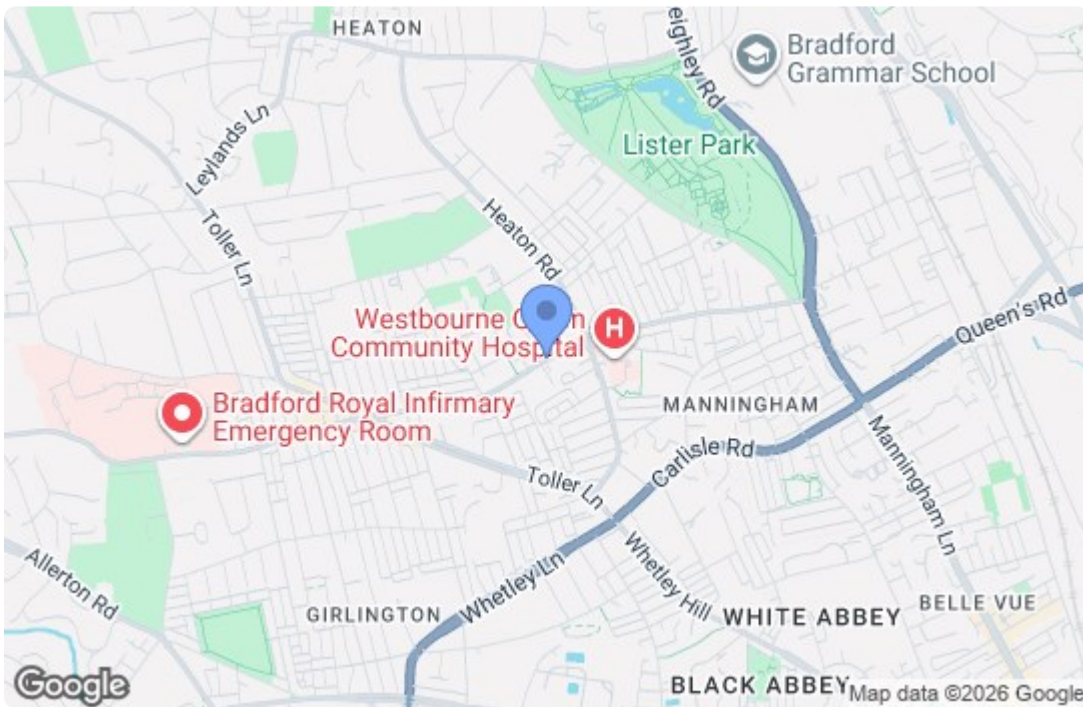 HEATON
eighley Rd
Bradford
Grammar School
Leylands Ln
Lister Park
Toller Ln
Heaton Rd
Queen's Rd
Westbourne G
n
Community Hospital
H
Bradford Royal Infirmary
Emergency Room
MANNINGHAM
Carlisle Rd
Manningham Ln
Toller Ln
Allerton Rd
Whetley Ln
Whetley Hill
GIRLINGTON
WHITE ABBEY
BELLE VUE
BLACK ABBEY
Google
Map data ©2026 Google